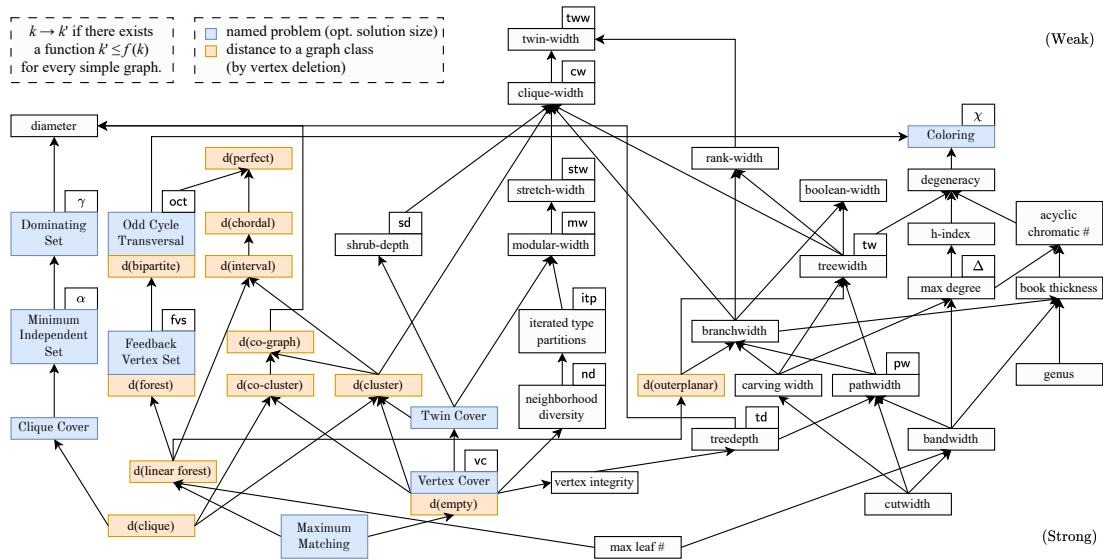 k → k' if there exists
a function k' ≤ f(k)
for every simple graph.
named problem (opt. solution size)
distance to a graph class
(by vertex deletion)
(Weak)
tww
twin-width
cw
clique-width
diameter
χ
Coloring
d(perfect)
rank-width
stw
stretch-width
degeneracy
boolean-width
oct
γ
Dominating
Set
Odd Cycle
Transversal
d(bipartite)
d(chordal)
sd
shrub-depth
mw
modular-width
tw
treewidth
h-index
acyclic
chromatic #
d(interval)
Δ
max degree
book thickness
α
Minimum
Independent
Set
fvs
Feedback
Vertex Set
d(forest)
d(co-graph)
itp
iterated type
partitions
branchwidth
d(co-cluster)
d(cluster)
nd
neighborhood
diversity
d(outerplanar)
carving width
pw
pathwidth
genus
Clique Cover
Twin Cover
td
treedepth
bandwidth
d(linear forest)
vc
Vertex Cover
d(empty)
vertex integrity
cutwidth
d(clique)
Maximum
Matching
max leaf #
(Strong)